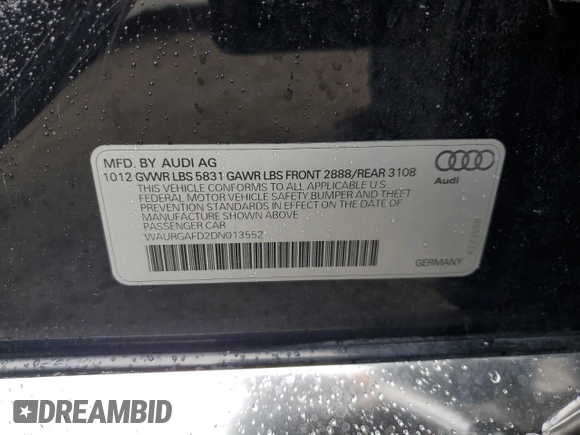 MFD. BY AUDI AG
1012 GVWR LBS 5831 GAWR LBS FRONT 2888/REAR 3108
THIS VEHICLE CONFORMS TO ALL APPLICABLE U.S.
FEDERAL MOTOR VEHICLE SAFETY, BUMPER AND THEFT
PREVENTION STANDARDS IN EFFECT ON THE DATE OF
MANUFACTURE SHOWN ABOVE
PASSENGER CAR
WAURGAFD2DN013552
Audi
GERMANY
DREAMBID